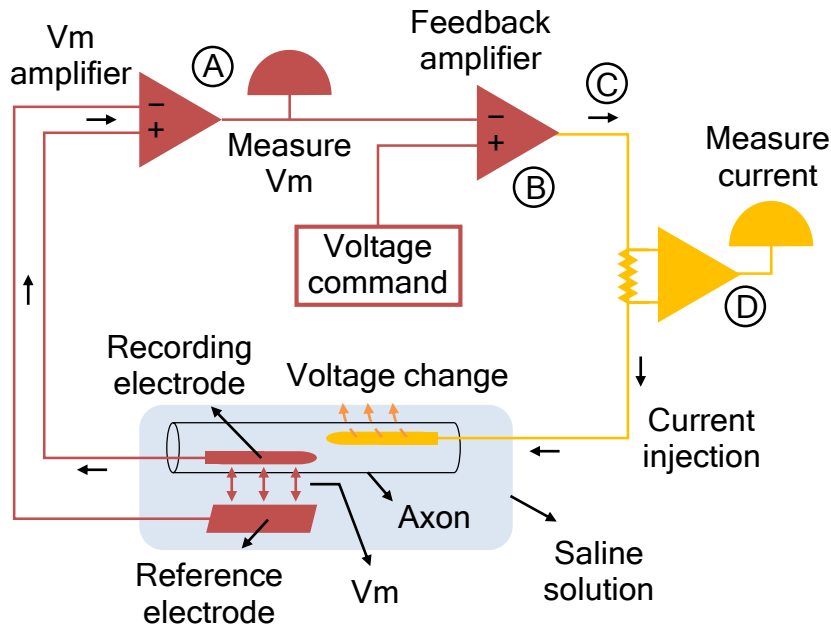 Vm
amplifier
A
−
+
Measure
Vm
Feedback
amplifier
−
+
B
C
Voltage
command
Measure
current
D
Recording
electrode
Voltage change
Current
injection
Axon
Reference
electrode
Vm
Saline
solution